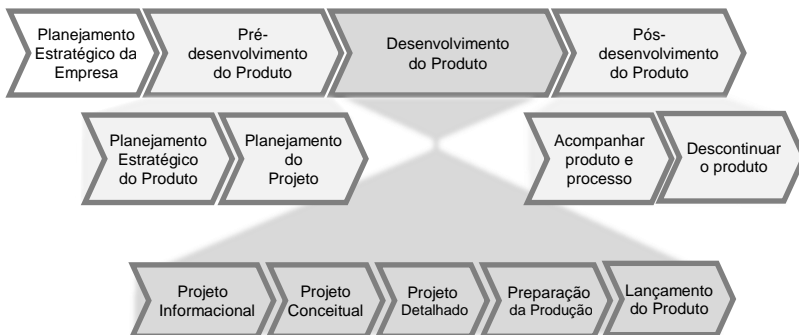 Planejamento
Estratégico da
Empresa
Pré-
desenvolvimento
do Produto
Desenvolvimento
do Produto
Pós-
desenvolvimento
do Produto
Planejamento
Estratégico
do Produto
Planejamento
do
Projeto
Acompanhar
produto e
processo
Descontinuar
o produto
Projeto
Informacional
Projeto
Conceitual
Projeto
Detalhado
Preparação
da Produção
Lançamento
do Produto